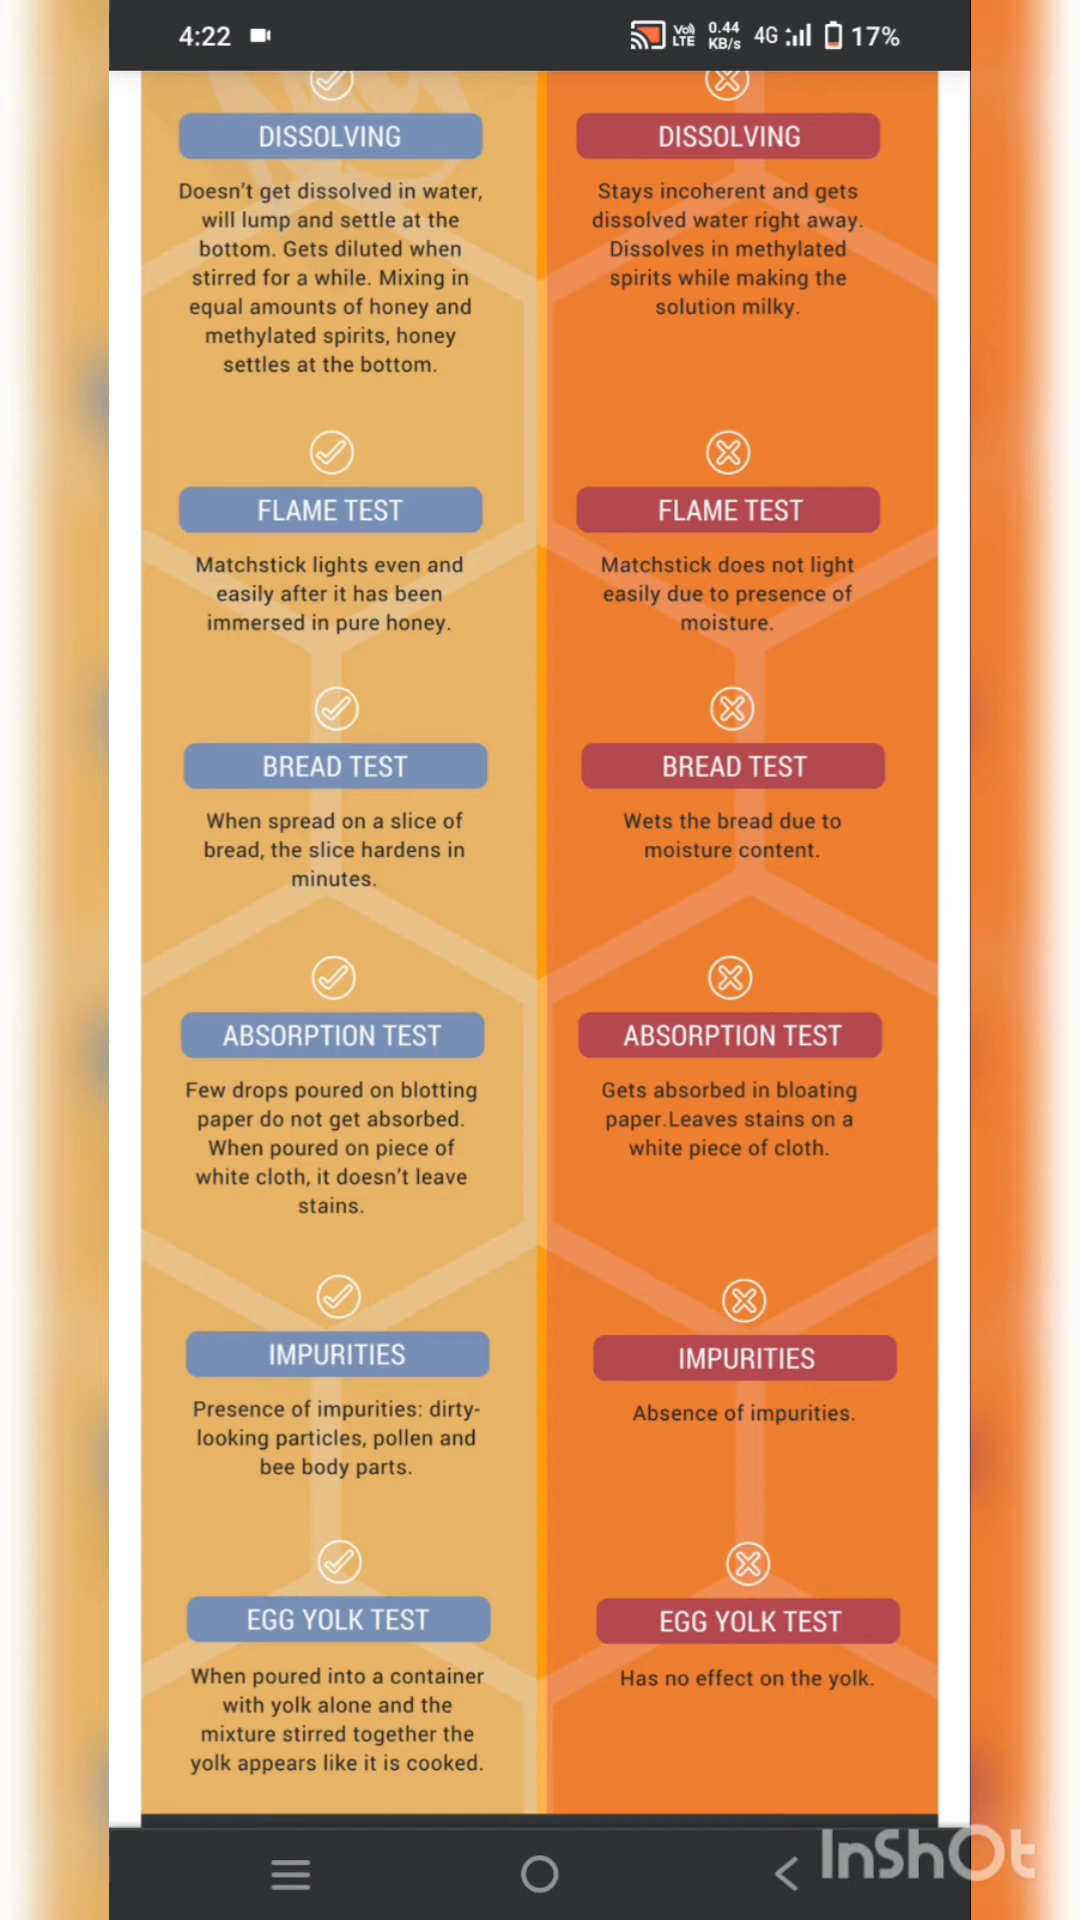 4:22
Vo) LTE
0.44 KB/s
4G
17%
DISSOLVING
Doesn't get dissolved in water,
will lump and settle at the
bottom. Gets diluted when
stirred for a while. Mixing in
equal amounts of honey and
methylated spirits, honey
settles at the bottom.
FLAME TEST
Matchstick lights even and
easily after it has been
immersed in pure honey.
BREAD TEST
When spread on a slice of
bread, the slice hardens in
minutes.
ABSORPTION TEST
Few drops poured on blotting
paper do not get absorbed.
When poured on piece of
white cloth, it doesn't leave
stains.
IMPURITIES
Presence of impurities: dirty-
looking particles, pollen and
bee body parts.
EGG YOLK TEST
When poured into a container
with yolk alone and the
mixture stirred together the
yolk appears like it is cooked.
DISSOLVING
Stays incoherent and gets
dissolved water right away.
Dissolves in methylated
spirits while making the
solution milky.
FLAME TEST
Matchstick does not light
easily due to presence of
moisture.
BREAD TEST
Wets the bread due to
moisture content.
ABSORPTION TEST
Gets absorbed in bloating
paper.Leaves stains on a
white piece of cloth.
IMPURITIES
Absence of impurities.
EGG YOLK TEST
Has no effect on the yolk.
InShOt